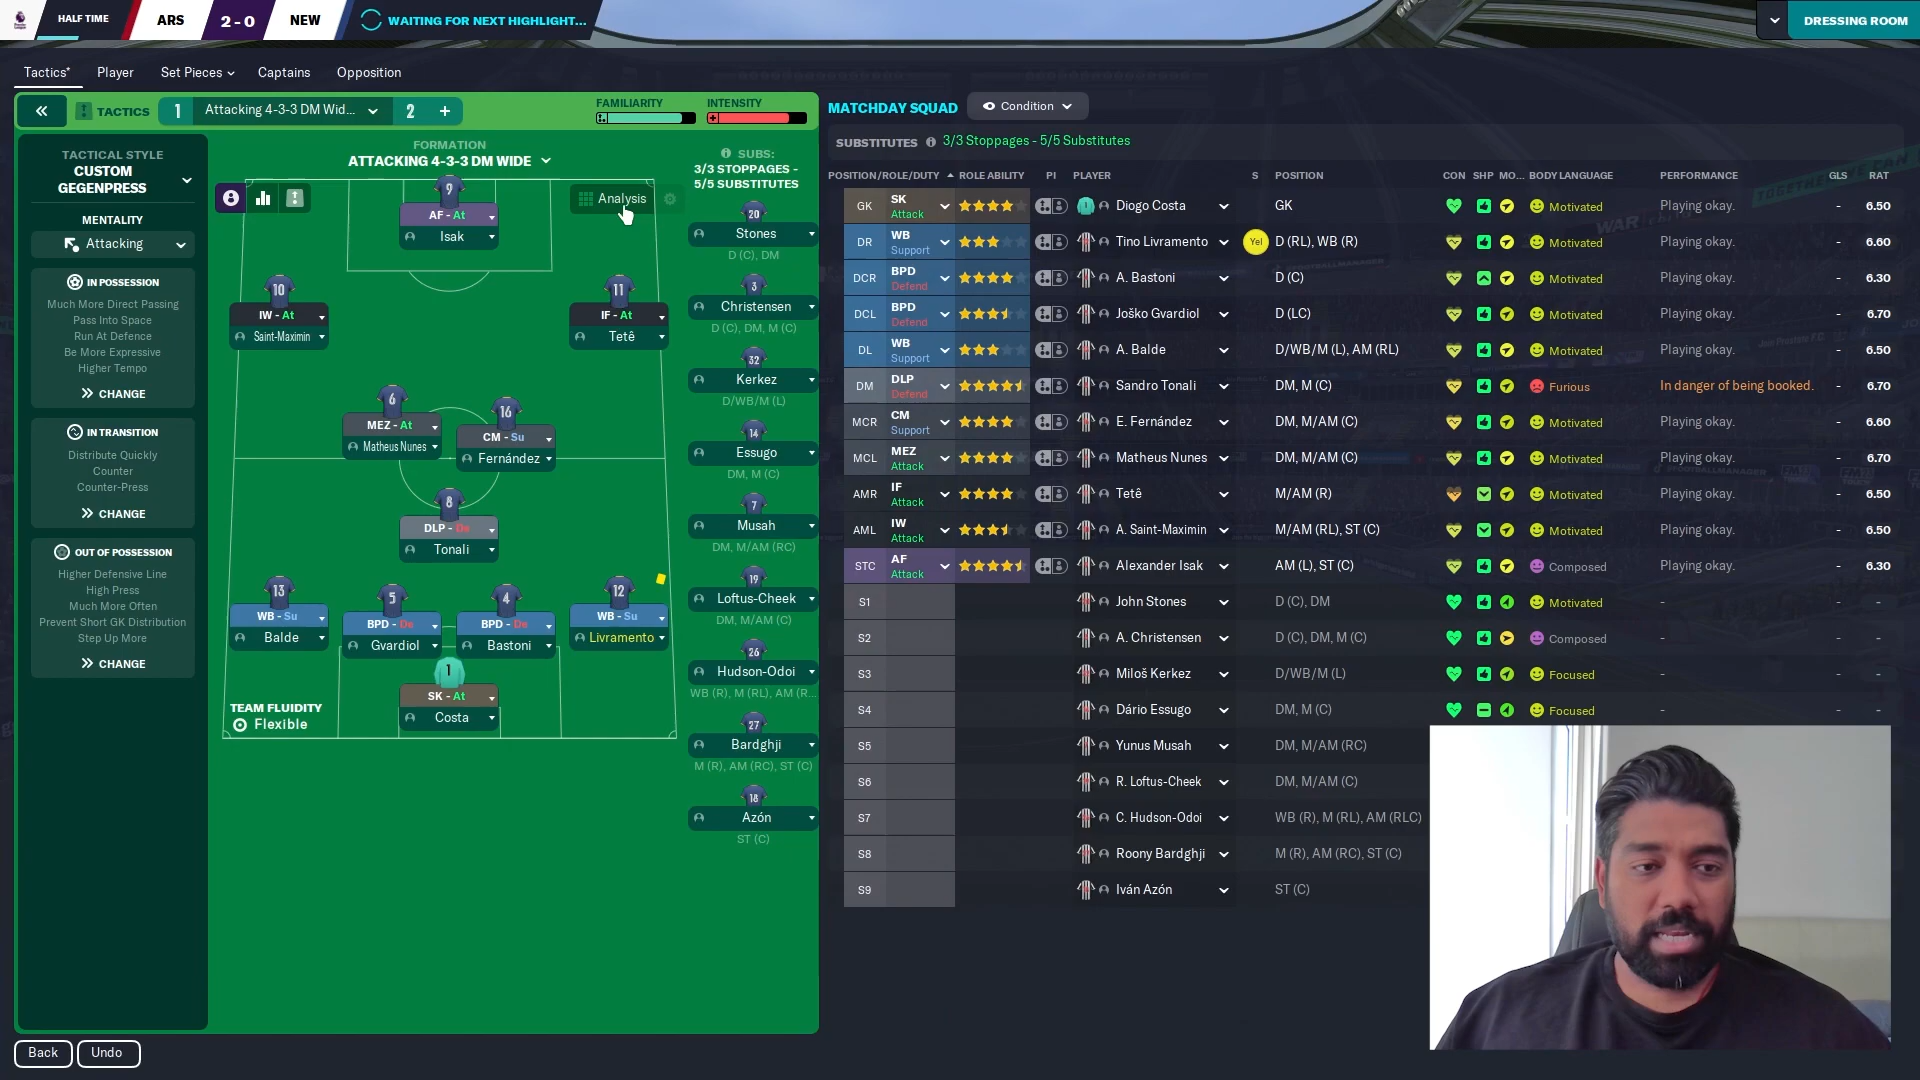 HALF TIME
ARS
2 - 0
NEW
WAITING FOR NEXT HIGHLIGHT...
DRESSING ROOM
Tactics*
Player
Set Pieces
Captains
Opposition
TACTICS
1
Attacking 4-3-3 DM Wid...
2
+
FAMILIARITY
INTENSITY
TACTICAL STYLE
CUSTOM
GEGENPRESS
MENTALITY
Attacking
IN POSSESSION
Much More Direct Passing
Pass Into Space
Run At Defence
Be More Expressive
Higher Tempo
CHANGE
IN TRANSITION
Distribute Quickly
Counter
Counter-Press
CHANGE
OUT OF POSSESSION
Higher Defensive Line
High Press
Much More Often
Prevent Short GK Distribution
Step Up More
CHANGE
FORMATION
ATTACKING 4-3-3 DM WIDE
Analysis
9
AF - At
Isak
10
IW - At
Saint-Maximin
11
IF - At
Tetê
6
MEZ - At
Matheus Nunes
16
CM - Su
Fernández
8
DLP - De
Tonali
13
WB - Su
Balde
5
BPD - De
Gvardiol
4
BPD - De
Bastoni
12
WB - Su
Livramento
1
SK - At
Costa
TEAM FLUIDITY
Flexible
SUBS:
3/3 STOPPAGES -
5/5 SUBSTITUTES
20
Stones
D (C), DM
3
Christensen
D (C), DM, M (C)
32
Kerkez
D/WB/M (L)
14
Essugo
DM, M (C)
7
Musah
DM, M/AM (RC)
19
Loftus-Cheek
DM, M/AM (C)
26
Hudson-Odoi
WB (R), M (RL), AM (R...
27
Bardghji
M (R), AM (RC), ST (C)
18
Azón
ST (C)
Back
Undo
MATCHDAY SQUAD
Condition
SUBSTITUTES 3/3 Stoppages - 5/5 Substitutes
POSITION/ROLE/DUTY ROLE ABILITY PI PLAYER S POSITION CON SHP MO... BODY LANGUAGE PERFORMANCE GLS RAT
GK SK Attack Diogo Costa GK Motivated Playing okay. - 6.50
DR WB Support Tino Livramento Yel D (RL), WB (R) Motivated Playing okay. - 6.60
DCR BPD Defend A. Bastoni D (C) Motivated Playing okay. - 6.30
DCL BPD Defend Joško Gvardiol D (LC) Motivated Playing okay. - 6.70
DL WB Support A. Balde D/WB/M (L), AM (RL) Motivated Playing okay. - 6.50
DM DLP Defend Sandro Tonali DM, M (C) Furious In danger of being booked. - 6.70
MCR CM Support E. Fernández DM, M/AM (C) Motivated Playing okay. - 6.60
MCL MEZ Attack Matheus Nunes DM, M/AM (C) Motivated Playing okay. - 6.70
AMR IF Attack Tetê M/AM (R) Motivated Playing okay. - 6.50
AML IW Attack A. Saint-Maximin M/AM (RL), ST (C) Motivated Playing okay. - 6.50
STC AF Attack Alexander Isak AM (L), ST (C) Composed Playing okay. - 6.30
S1 John Stones D (C), DM Motivated - - -
S2 A. Christensen D (C), DM, M (C) Composed - - -
S3 Miloš Kerkez D/WB/M (L) Focused - - -
S4 Dário Essugo DM, M (C) Focused - - -
S5 Yunus Musah DM, M/AM (RC)
S6 R. Loftus-Cheek DM, M/AM (C)
S7 C. Hudson-Odoi WB (R), M (RL), AM (RLC)
S8 Roony Bardghji M (R), AM (RC), ST (C)
S9 Iván Azón ST (C)